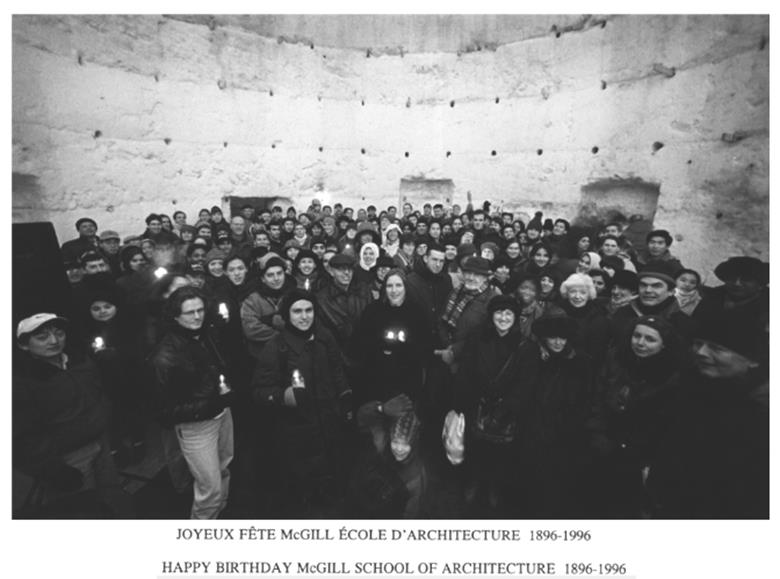 JOYEUX FÊTE McGILL ÉCOLE D'ARCHITECTURE 1896-1996
HAPPY BIRTHDAY McGILL SCHOOL OF ARCHITECTURE 1896-1996